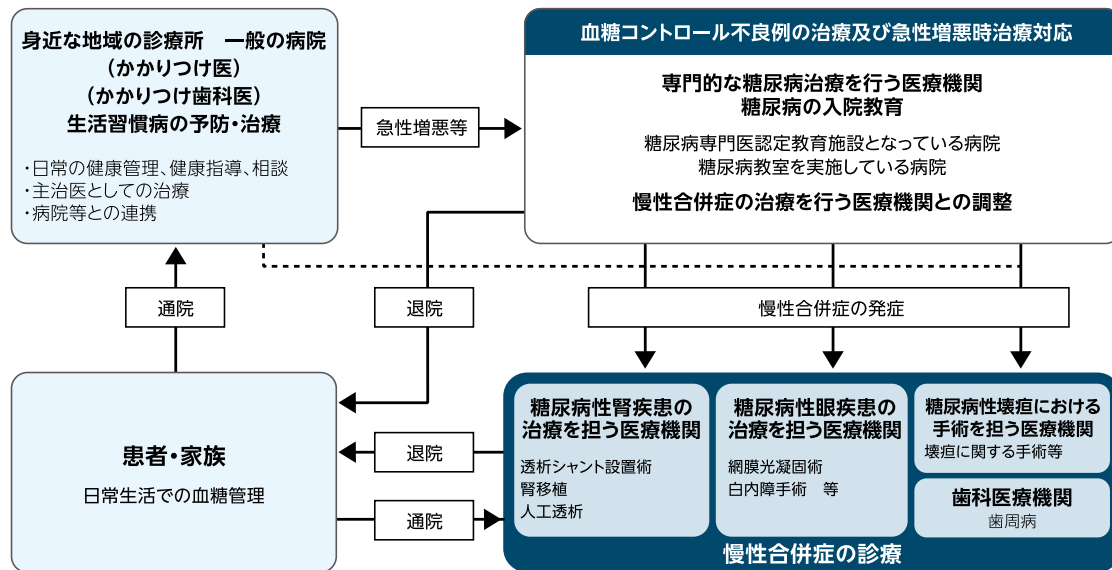 身近な地域の診療所　一般の病院
（かかりつけ医）
（かかりつけ歯科医）
生活習慣病の予防・治療
・日常の健康管理、健康指導、相談
・主治医としての治療
・病院等との連携
急性増悪等
血糖コントロール不良例の治療及び急性増悪時治療対応
専門的な糖尿病治療を行う医療機関
糖尿病の入院教育
糖尿病専門医認定教育施設となっている病院
糖尿病教室を実施している病院
慢性合併症の治療を行う医療機関との調整
通院
退院
慢性合併症の発症
患者・家族
日常生活での血糖管理
退院
通院
糖尿病性腎疾患の
治療を担う医療機関
透析シャント設置術
腎移植
人工透析
糖尿病性眼疾患の
治療を担う医療機関
網膜光凝固術
白内障手術　等
糖尿病性壊疽における
手術を担う医療機関
壊疽に関する手術等
歯科医療機関
歯周病
慢性合併症の診療